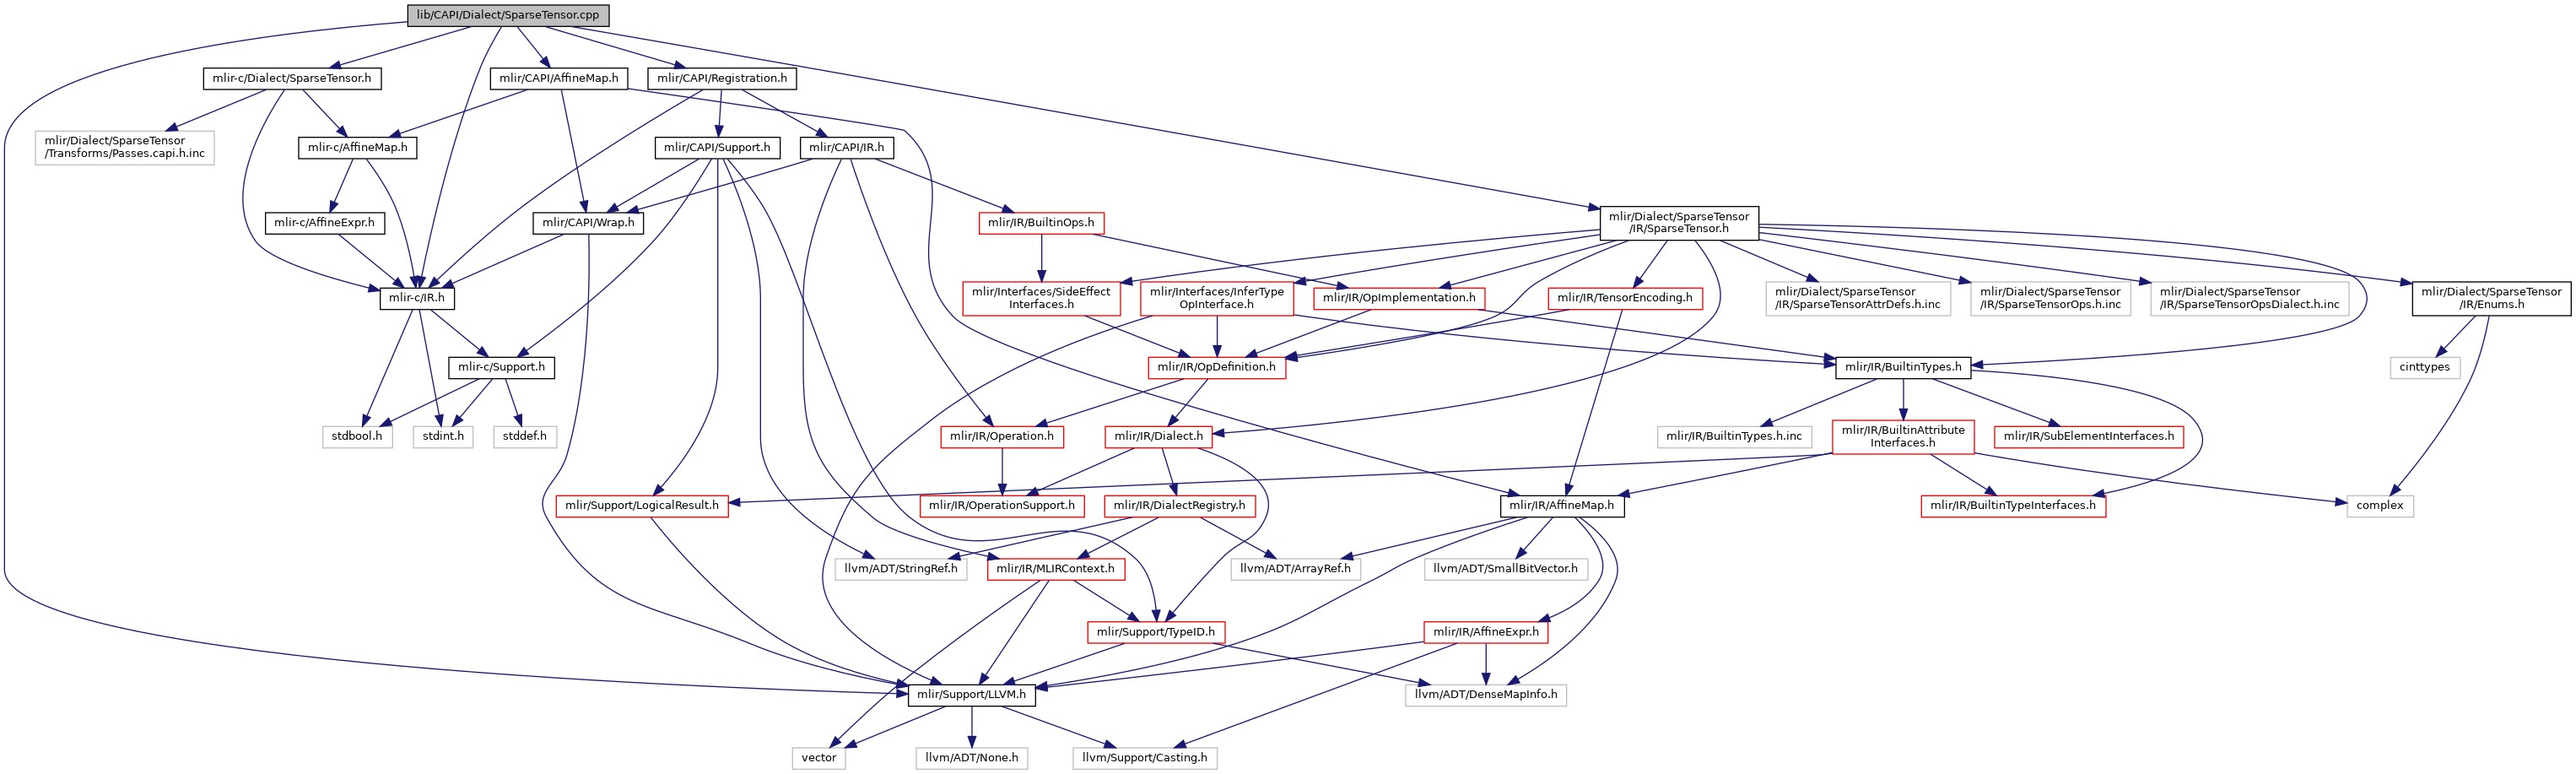 lib/CAPI/Dialect/SparseTensor.cpp
mlir-c/Dialect/SparseTensor.h
mlir/CAPI/AffineMap.h
mlir/CAPI/Registration.h
mlir/Dialect/SparseTensor
/Transforms/Passes.capi.h.inc
mlir-c/AffineMap.h
mlir/CAPI/Support.h
mlir/CAPI/IR.h
mlir-c/AffineExpr.h
mlir/CAPI/Wrap.h
mlir/IR/BuiltinOps.h
mlir/Dialect/SparseTensor
/IR/SparseTensor.h
mlir-c/IR.h
mlir/Interfaces/SideEffect
Interfaces.h
mlir/Interfaces/InferType
OpInterface.h
mlir/IR/OpImplementation.h
mlir/IR/TensorEncoding.h
mlir/Dialect/SparseTensor
/IR/SparseTensorAttrDefs.h.inc
mlir/Dialect/SparseTensor
/IR/SparseTensorOps.h.inc
mlir/Dialect/SparseTensor
/IR/SparseTensorOpsDialect.h.inc
mlir/Dialect/SparseTensor
/IR/Enums.h
mlir-c/Support.h
mlir/IR/OpDefinition.h
mlir/IR/BuiltinTypes.h
cinttypes
stdbool.h
stdint.h
stddef.h
mlir/IR/Operation.h
mlir/IR/Dialect.h
mlir/IR/BuiltinTypes.h.inc
mlir/IR/BuiltinAttribute
Interfaces.h
mlir/IR/SubElementInterfaces.h
mlir/Support/LogicalResult.h
mlir/IR/OperationSupport.h
mlir/IR/DialectRegistry.h
mlir/IR/AffineMap.h
mlir/IR/BuiltinTypeInterfaces.h
complex
llvm/ADT/StringRef.h
mlir/IR/MLIRContext.h
llvm/ADT/ArrayRef.h
llvm/ADT/SmallBitVector.h
mlir/Support/TypeID.h
mlir/IR/AffineExpr.h
mlir/Support/LLVM.h
llvm/ADT/DenseMapInfo.h
vector
llvm/ADT/None.h
llvm/Support/Casting.h